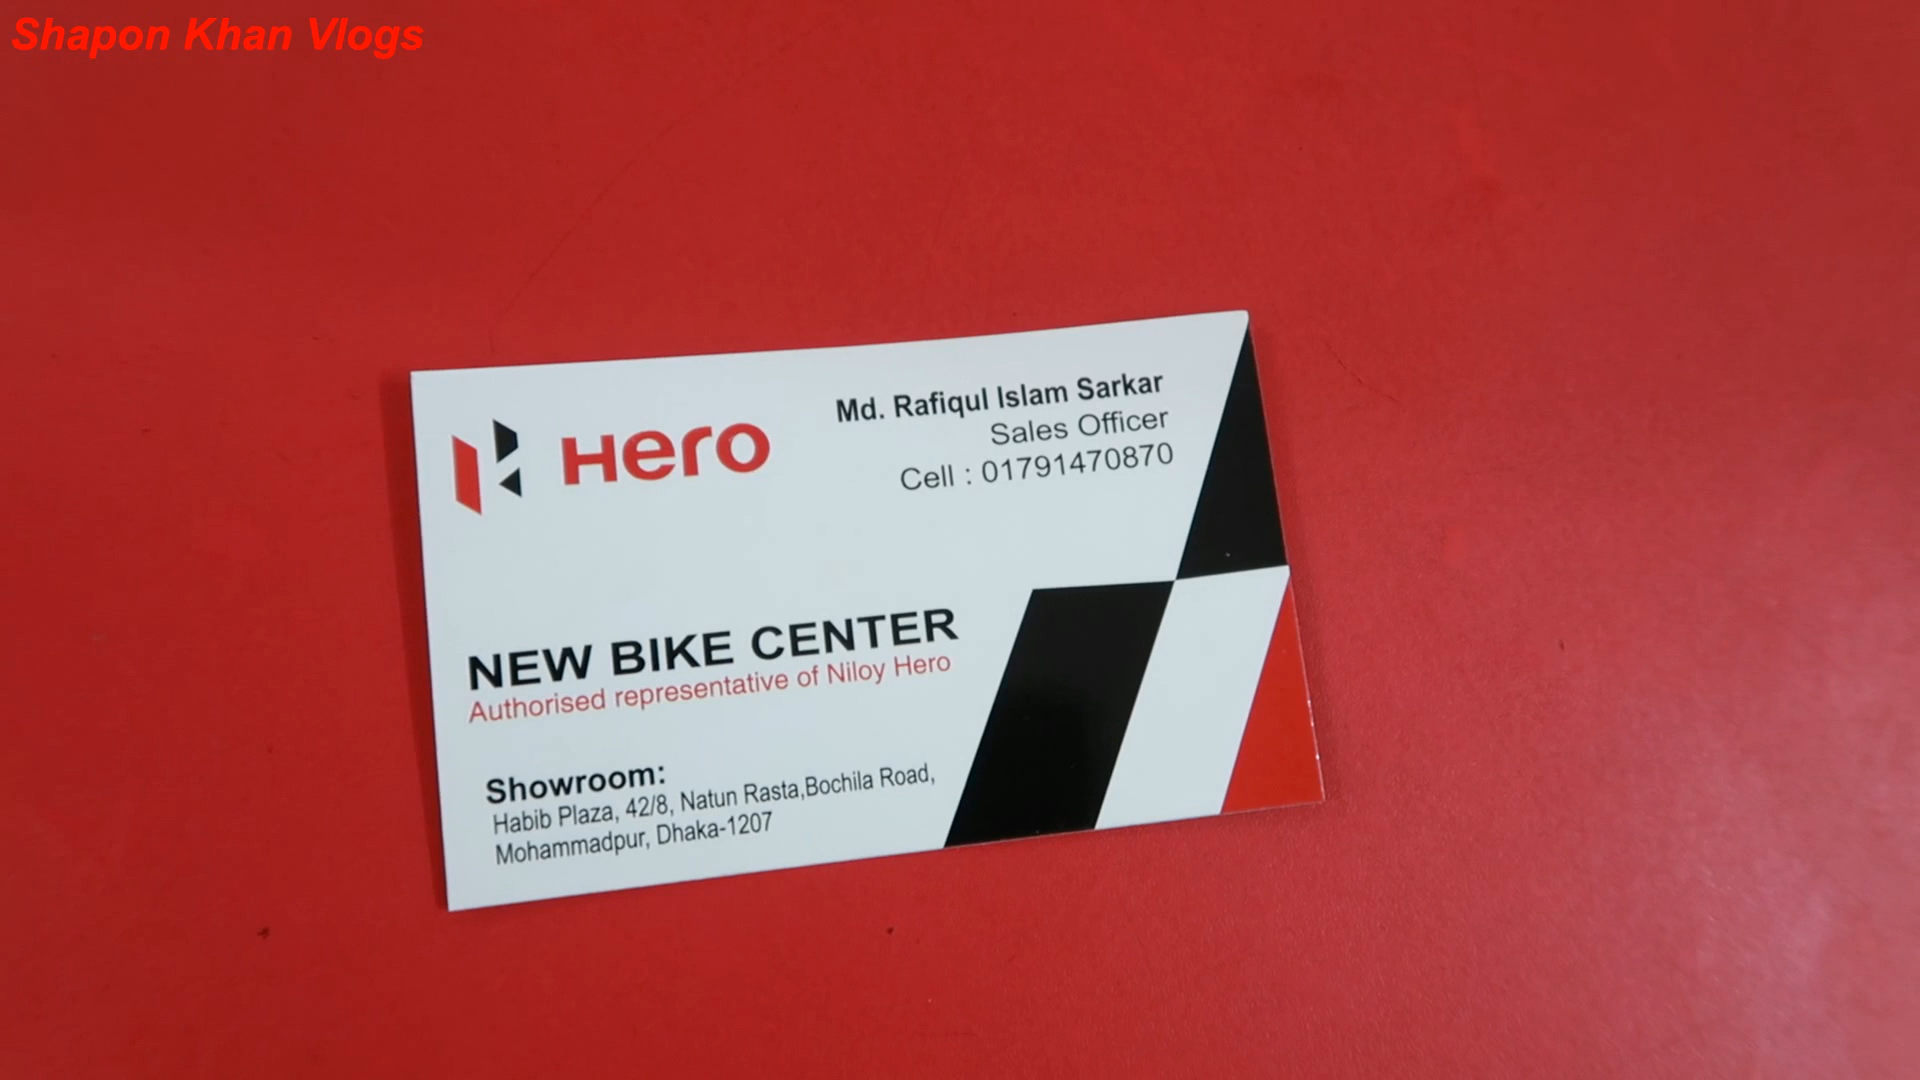 Shapon Khan Vlogs
Hero
Md. Rafiqul Islam Sarkar
Sales Officer
Cell : 01791470870
NEW BIKE CENTER
Authorised representative of Niloy Hero
Showroom:
Habib Plaza, 42/8, Natun Rasta,Bochila Road,
Mohammadpur, Dhaka-1207